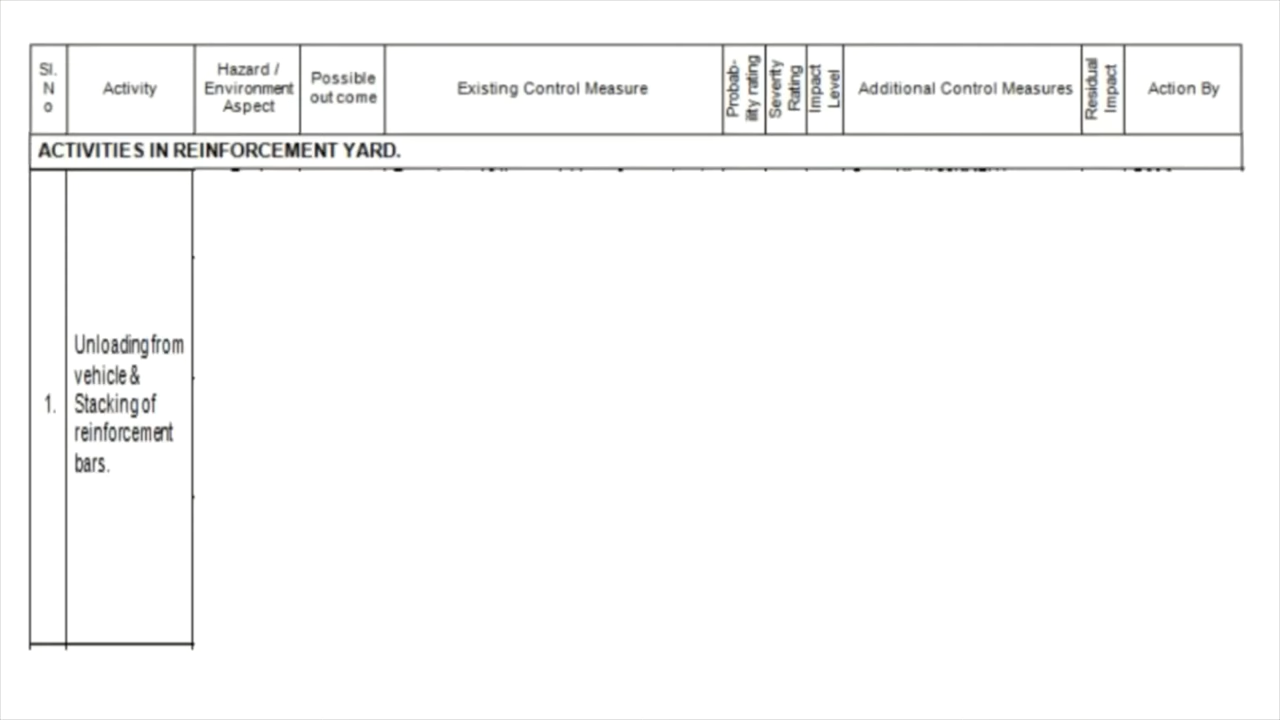 Sl.
N
o
Activity
Hazard /
Environment
Aspect
Possible
out come
Existing Control Measure
Probab-
ility rating
Severity
Rating
Impact
Level
Additional Control Measures
Residual
Impact
Action By
ACTIVITIES IN REINFORCEMENT YARD.
1.
Unloading from
vehicle &
Stacking of
reinforcement
bars.